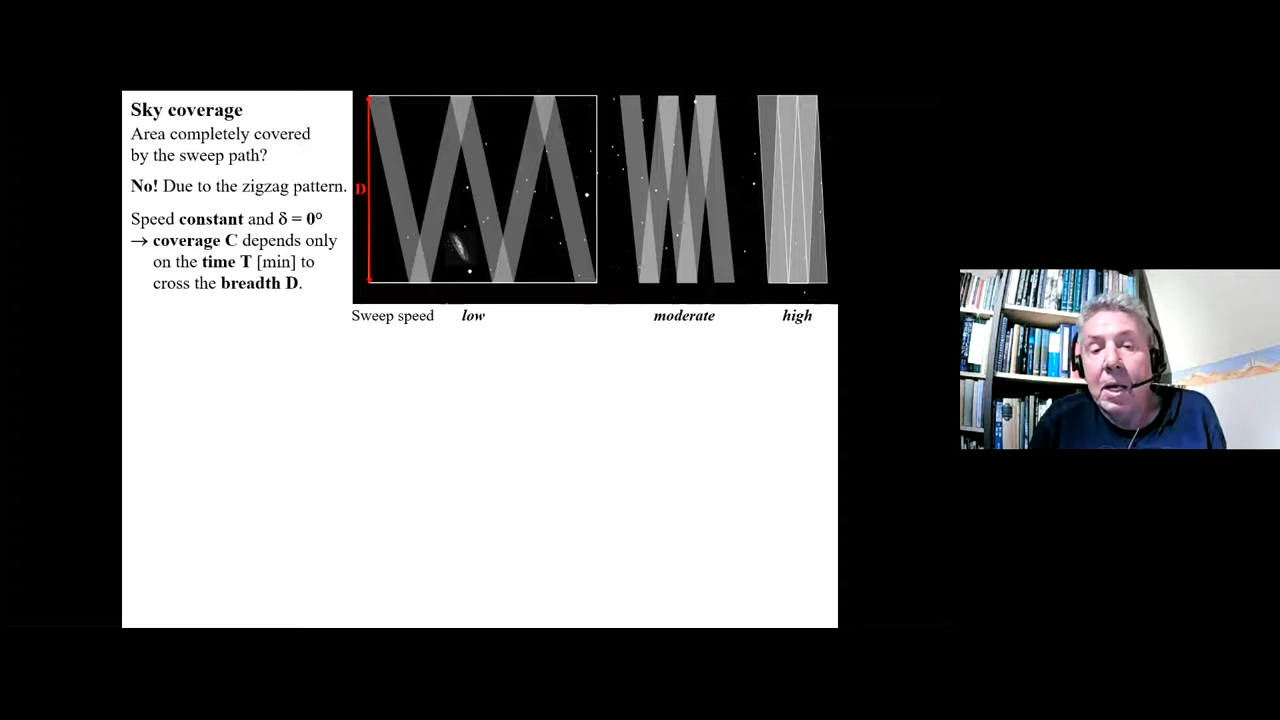 Sky coverage
Area completely covered
by the sweep path?
No! Due to the zigzag pattern.
D
Speed constant and δ = 0°
→ coverage C depends only
on the time T [min] to
cross the breadth D.
Sweep speed low moderate high